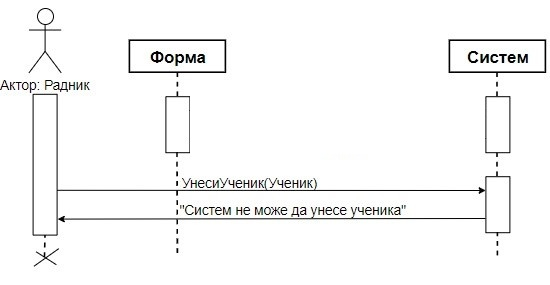 Форма
Систем
Актор: Радник
УнесиУченик(Ученик)
"Систем не може да унесе ученика"